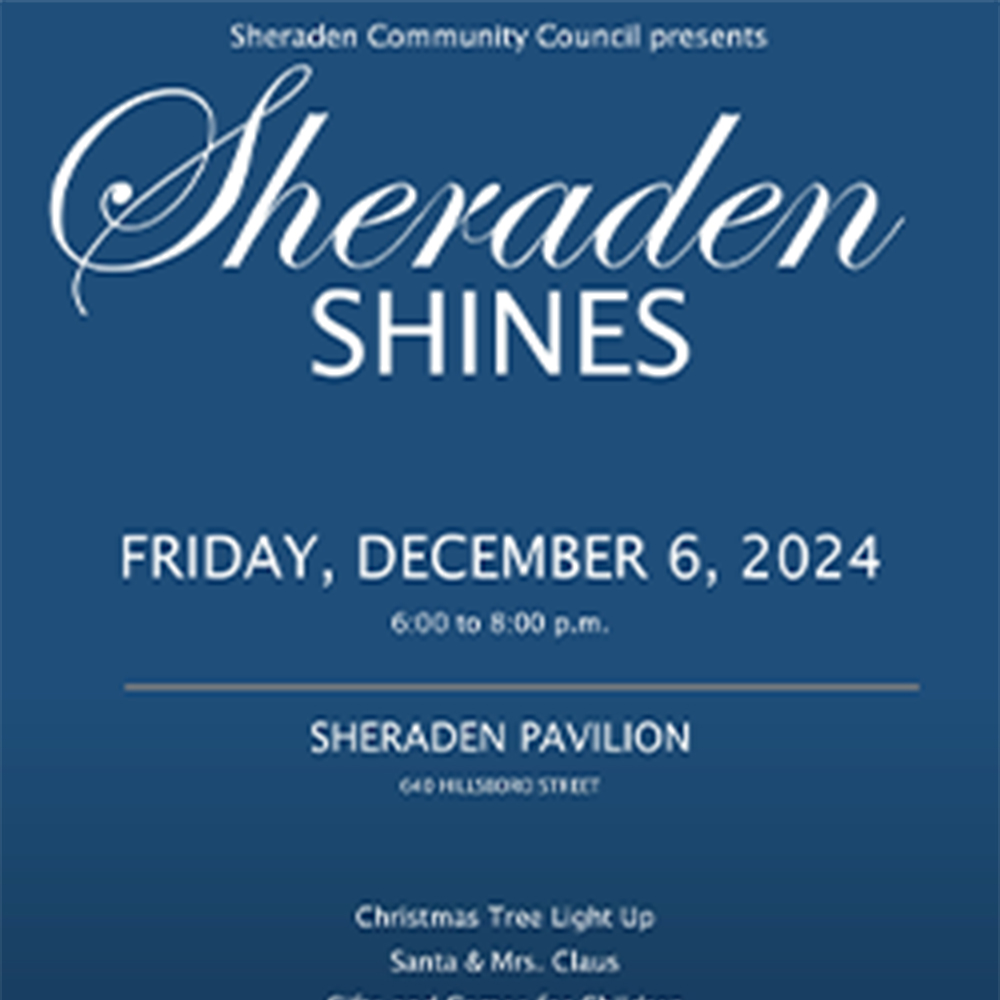 Sheraden Community Council presents
Sheraden
SHINES
FRIDAY, DECEMBER 6, 2024
6:00 to 8:00 p.m.
SHERADEN PAVILION
640 HILLSBORO STREET
Christmas Tree Light Up
Santa & Mrs. Claus